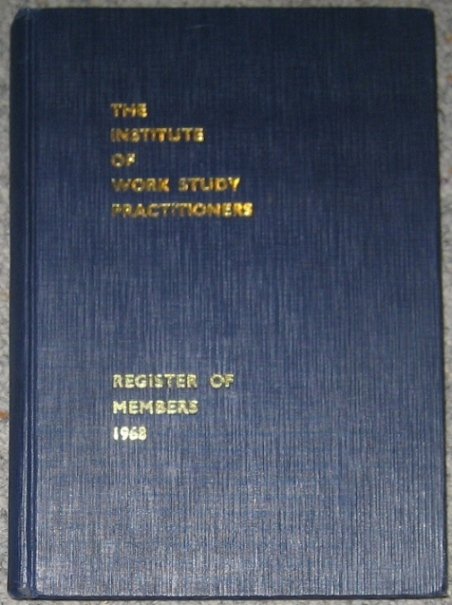 THE
INSTITUTE
OF
WORK STUDY
PRACTITIONERS
REGISTER OF
MEMBERS
1968